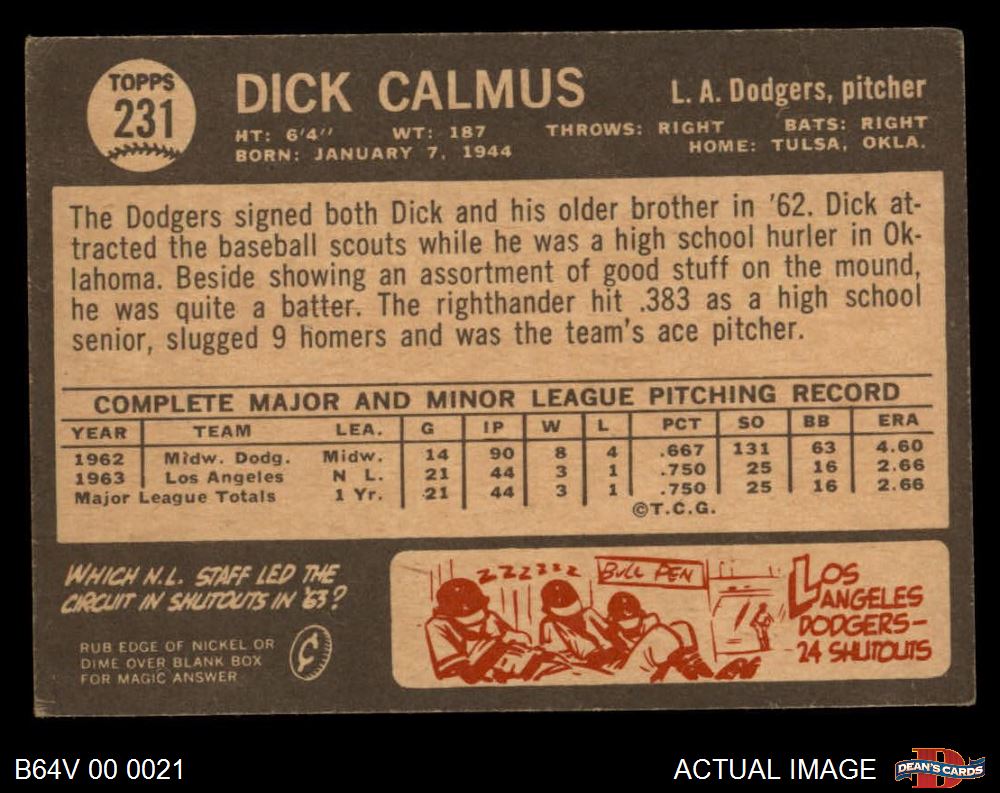 TOPPS
231
DICK CALMUS
L. A. Dodgers, pitcher
HT: 6'4" WT: 187 THROWS: RIGHT BATS: RIGHT
BORN: JANUARY 7, 1944 HOME: TULSA, OKLA.
The Dodgers signed both Dick and his older brother in '62. Dick at-
tracted the baseball scouts while he was a high school hurler in Ok-
lahoma. Beside showing an assortment of good stuff on the mound,
he was quite a batter. The righthander hit .383 as a high school
senior, slugged 9 homers and was the team's ace pitcher.
COMPLETE MAJOR AND MINOR LEAGUE PITCHING RECORD
YEAR TEAM LEA. G IP W L PCT SO BB ERA
1962 Midw. Dodg. Midw. 14 90 8 4 .667 131 63 4.60
1963 Los Angeles N L. 21 44 3 1 .750 25 16 2.66
Major League Totals 1 Yr. 21 44 3 1 .750 25 16 2.66
©T.C.G.
WHICH N.L. STAFF LED THE
CIRCUIT IN SHUTOUTS IN '63?
RUB EDGE OF NICKEL OR
DIME OVER BLANK BOX
FOR MAGIC ANSWER
¢
ZZZZZZ
BULL PEN
LOS
ANGELES
DODGERS-
24 SHUTOUTS
B64V 00 0021
ACTUAL IMAGE
DEAN'S CARDS